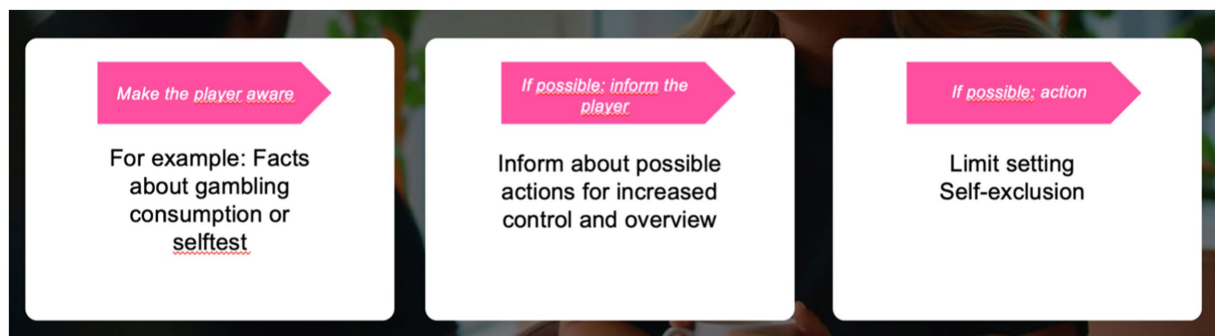 Make the player aware
For example: Facts
about gambling
consumption or
selftest
If possible: inform the
player
Inform about possible
actions for increased
control and overview
If possible: action
Limit setting
Self-exclusion